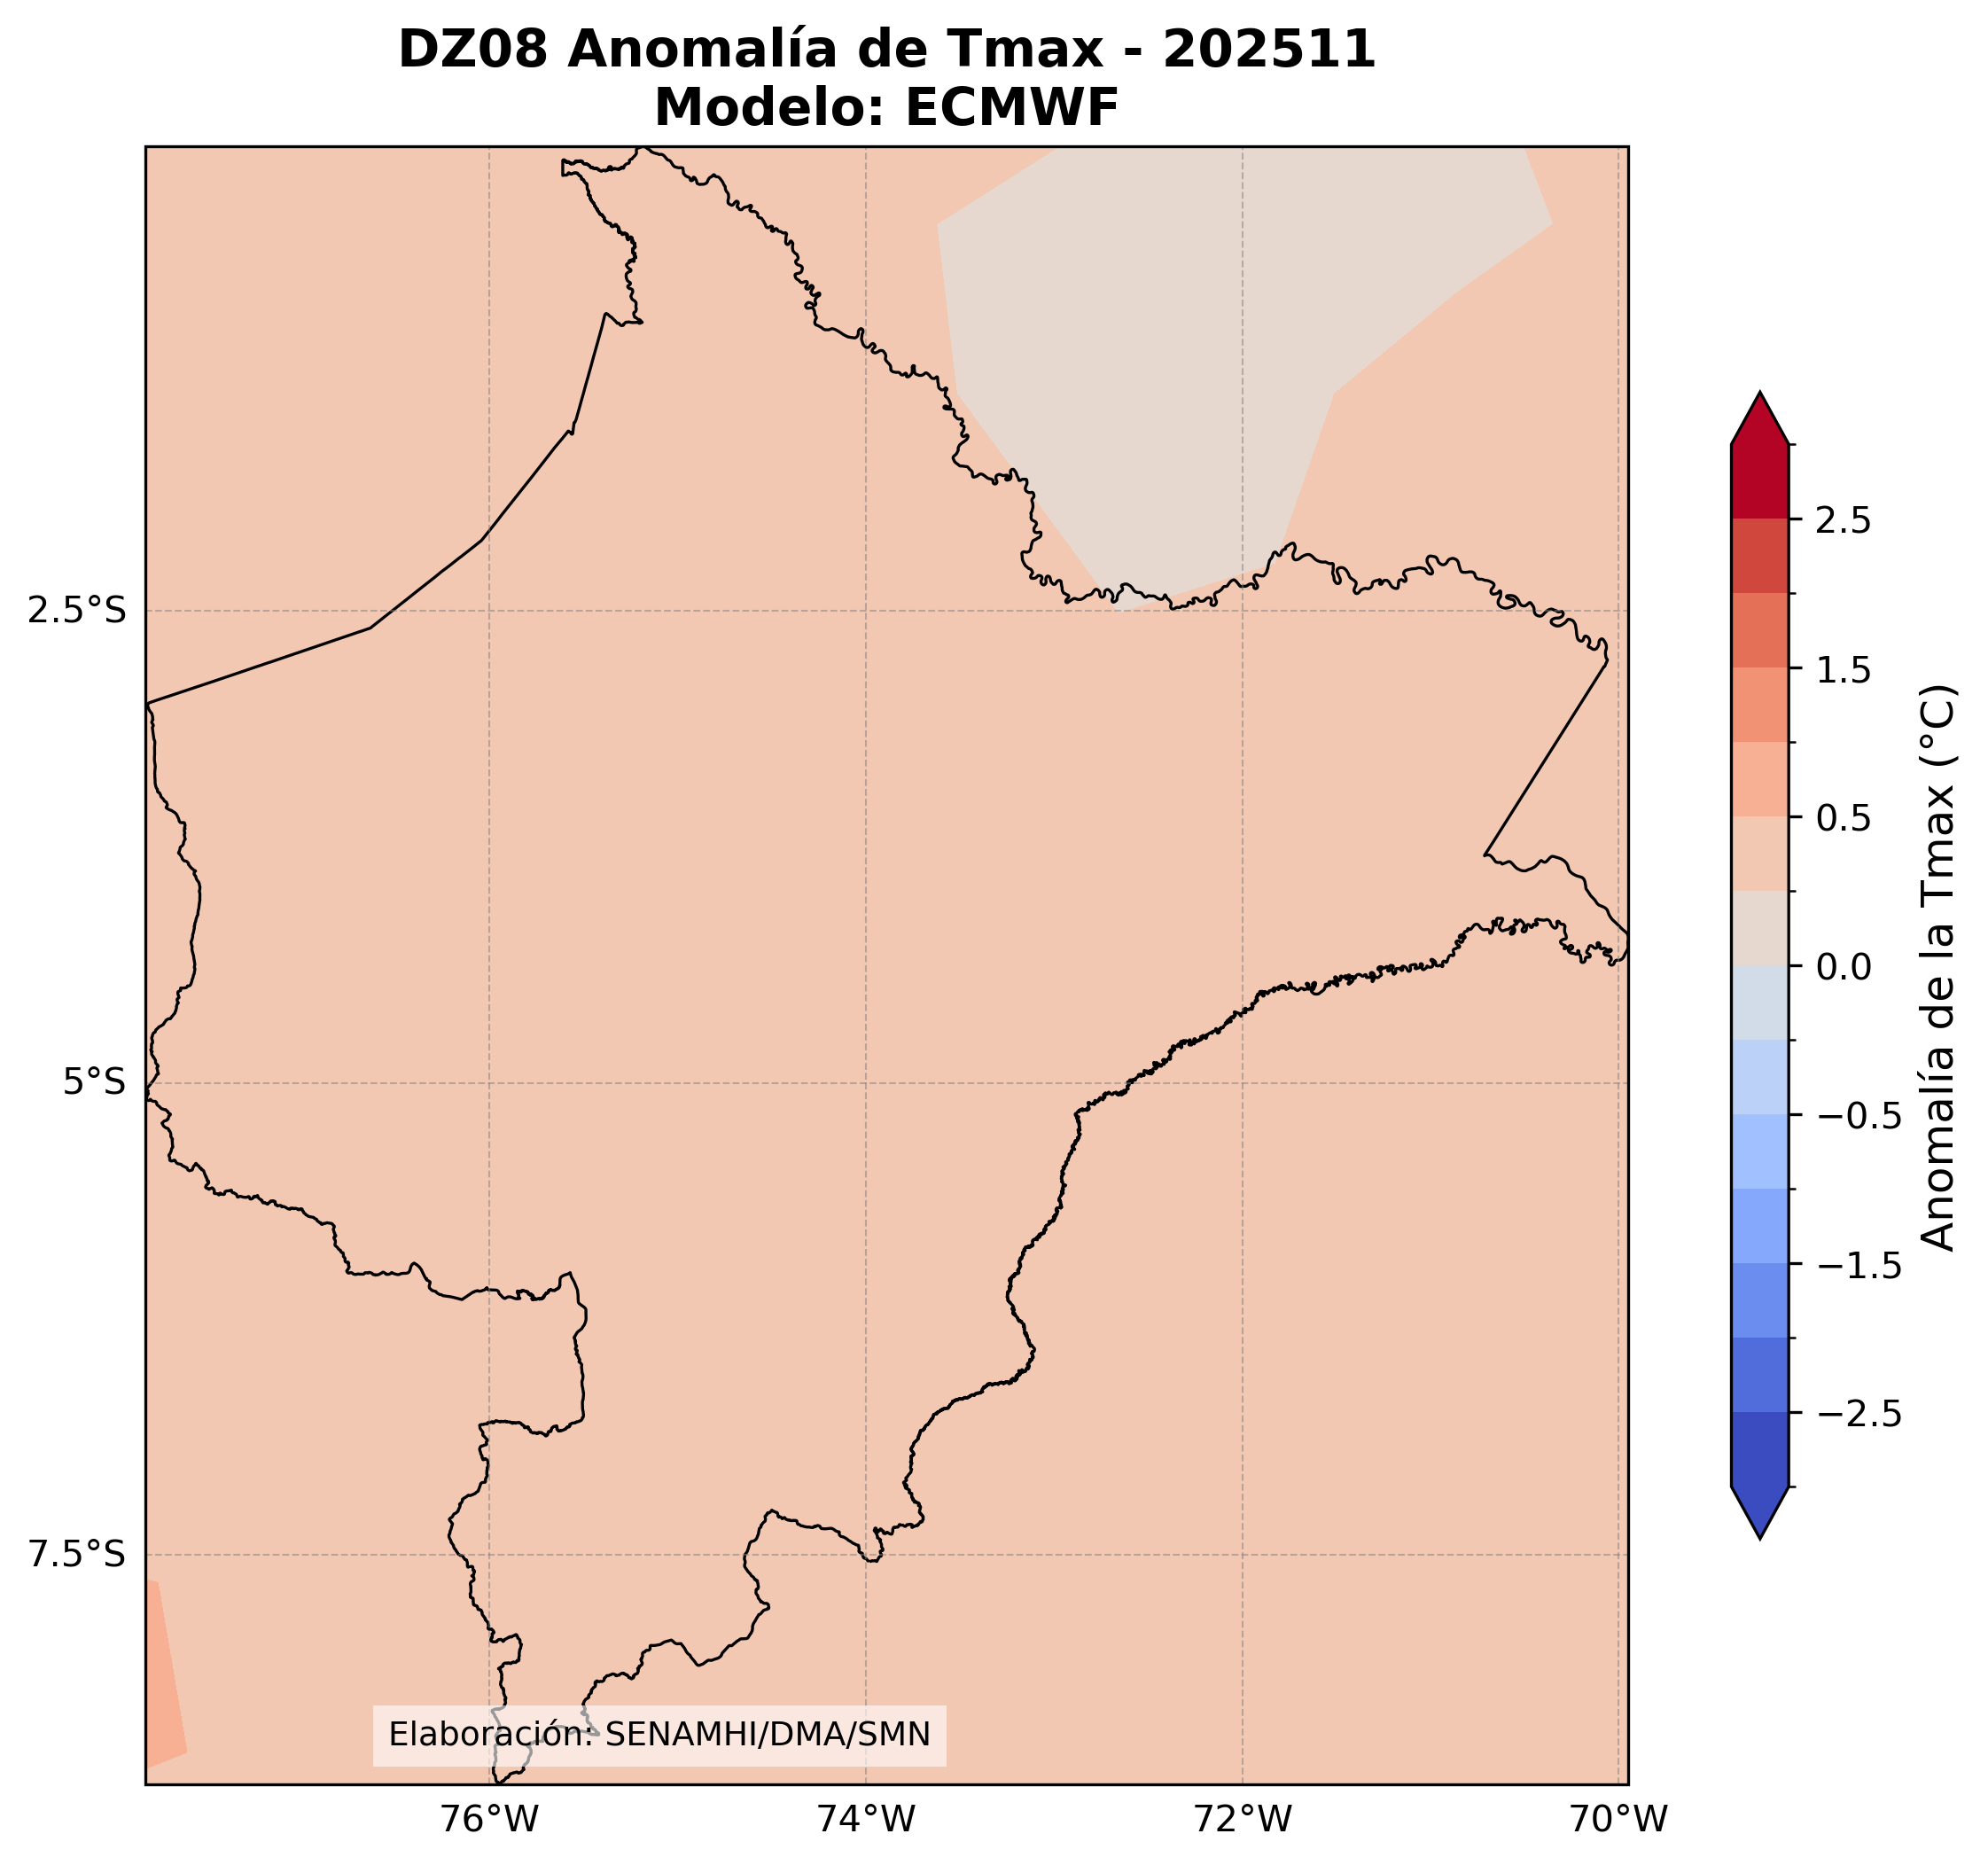 DZ08 Anomalía de Tmax - 202511
Modelo: ECMWF
2.5°S
5°S
7.5°S
76°W
74°W
72°W
70°W
Elaboración: SENAMHI/DMA/SMN
2.5
1.5
0.5
0.0
−0.5
−1.5
−2.5
Anomalía de la Tmax (°C)